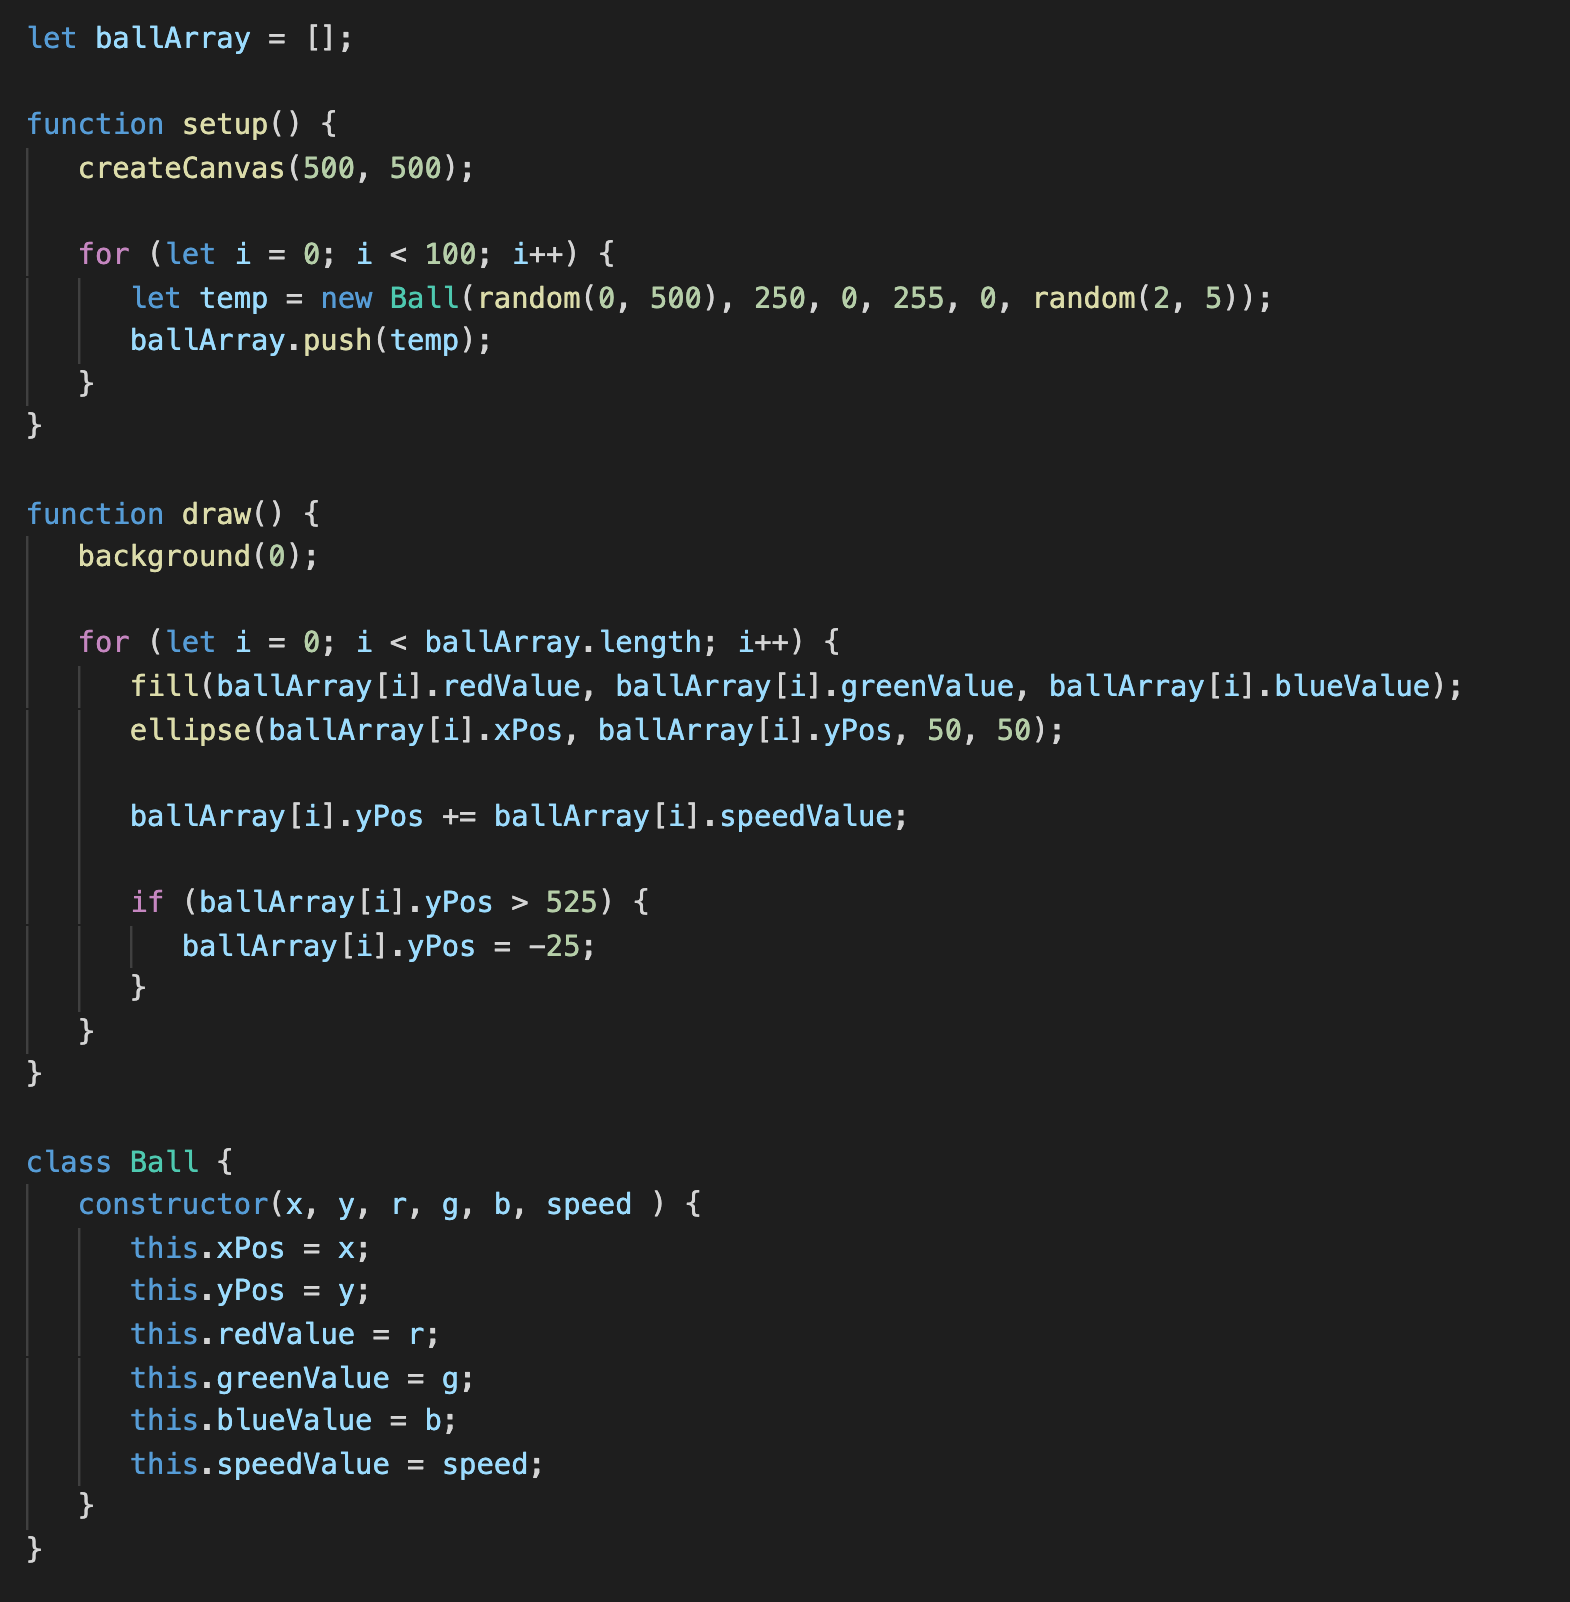 let ballArray = [];

function setup() {
   createCanvas(500, 500);

   for (let i = 0; i < 100; i++) {
      let temp = new Ball(random(0, 500), 250, 0, 255, 0, random(2, 5));
      ballArray.push(temp);
   }
}

function draw() {
   background(0);

   for (let i = 0; i < ballArray.length; i++) {
      fill(ballArray[i].redValue, ballArray[i].greenValue, ballArray[i].blueValue);
      ellipse(ballArray[i].xPos, ballArray[i].yPos, 50, 50);

      ballArray[i].yPos += ballArray[i].speedValue;

      if (ballArray[i].yPos > 525) {
         ballArray[i].yPos = -25;
      }
   }
}

class Ball {
   constructor(x, y, r, g, b, speed ) {
      this.xPos = x;
      this.yPos = y;
      this.redValue = r;
      this.greenValue = g;
      this.blueValue = b;
      this.speedValue = speed;
   }
}